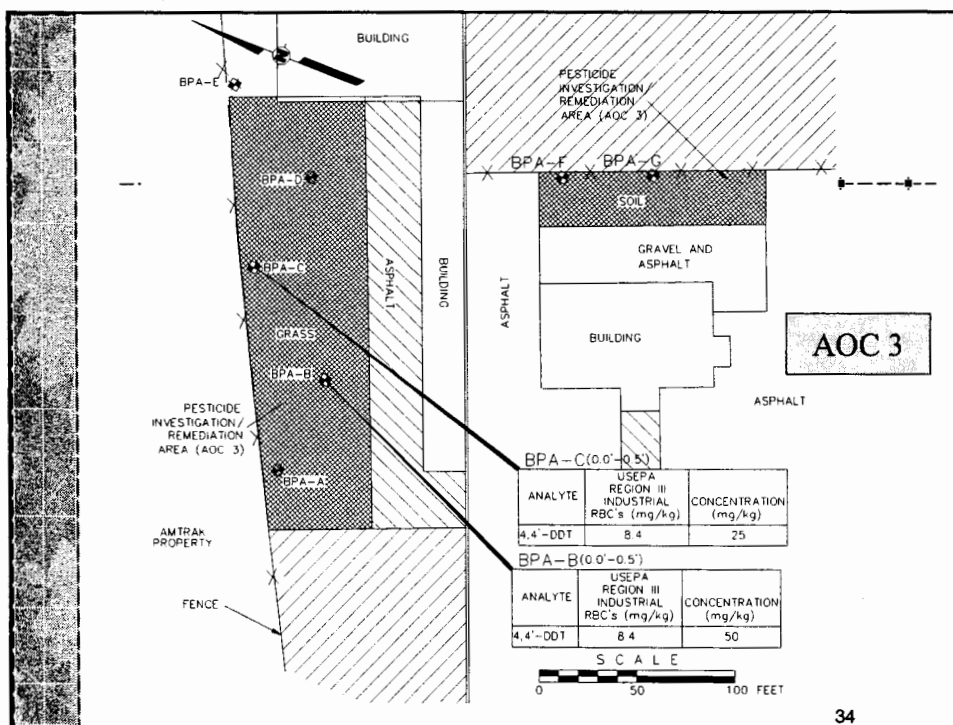 BUILDING
N
BPA-E
PESTICIDE
INVESTIGATION/
REMEDIATION
AREA (AOC 3)
BPA-F
BPA-G
BPA-D
SOIL
GRAVEL AND
ASPHALT
BPA-C
ASPHALT
BUILDING
ASPHALT
GRASS
BUILDING
AOC 3
BPA-B
ASPHALT
PESTICIDE
INVESTIGATION/
REMEDIATION
AREA (AOC 3)
BPA-A
BPA-C(0.0'-0.5')
ANALYTE
USEPA
REGION III
INDUSTRIAL
RBC's (mg/kg)
CONCENTRATION
(mg/kg)
4,4'-DDT
8.4
25
AMTRAK
PROPERTY
BPA-B(0.0'-0.5')
ANALYTE
USEPA
REGION III
INDUSTRIAL
RBC's (mg/kg)
CONCENTRATION
(mg/kg)
4,4'-DDT
8.4
50
FENCE
SCALE
0 50 100 FEET
34